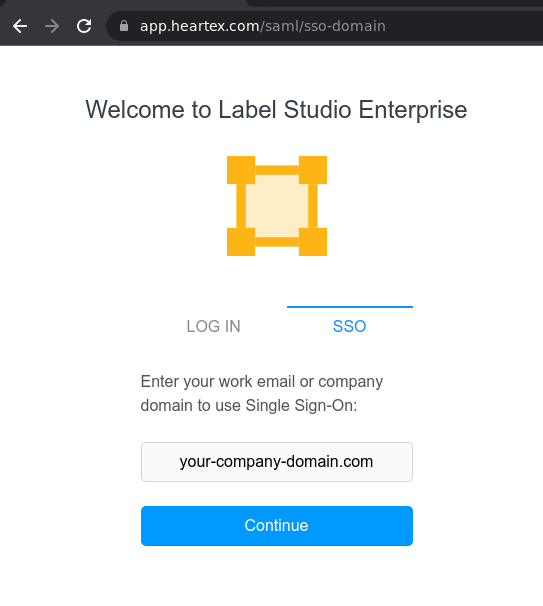 app.heartex.com/saml/sso-domain
Welcome to Label Studio Enterprise
LOG IN
SSO
Enter your work email or company
domain to use Single Sign-On:
your-company-domain.com
Continue